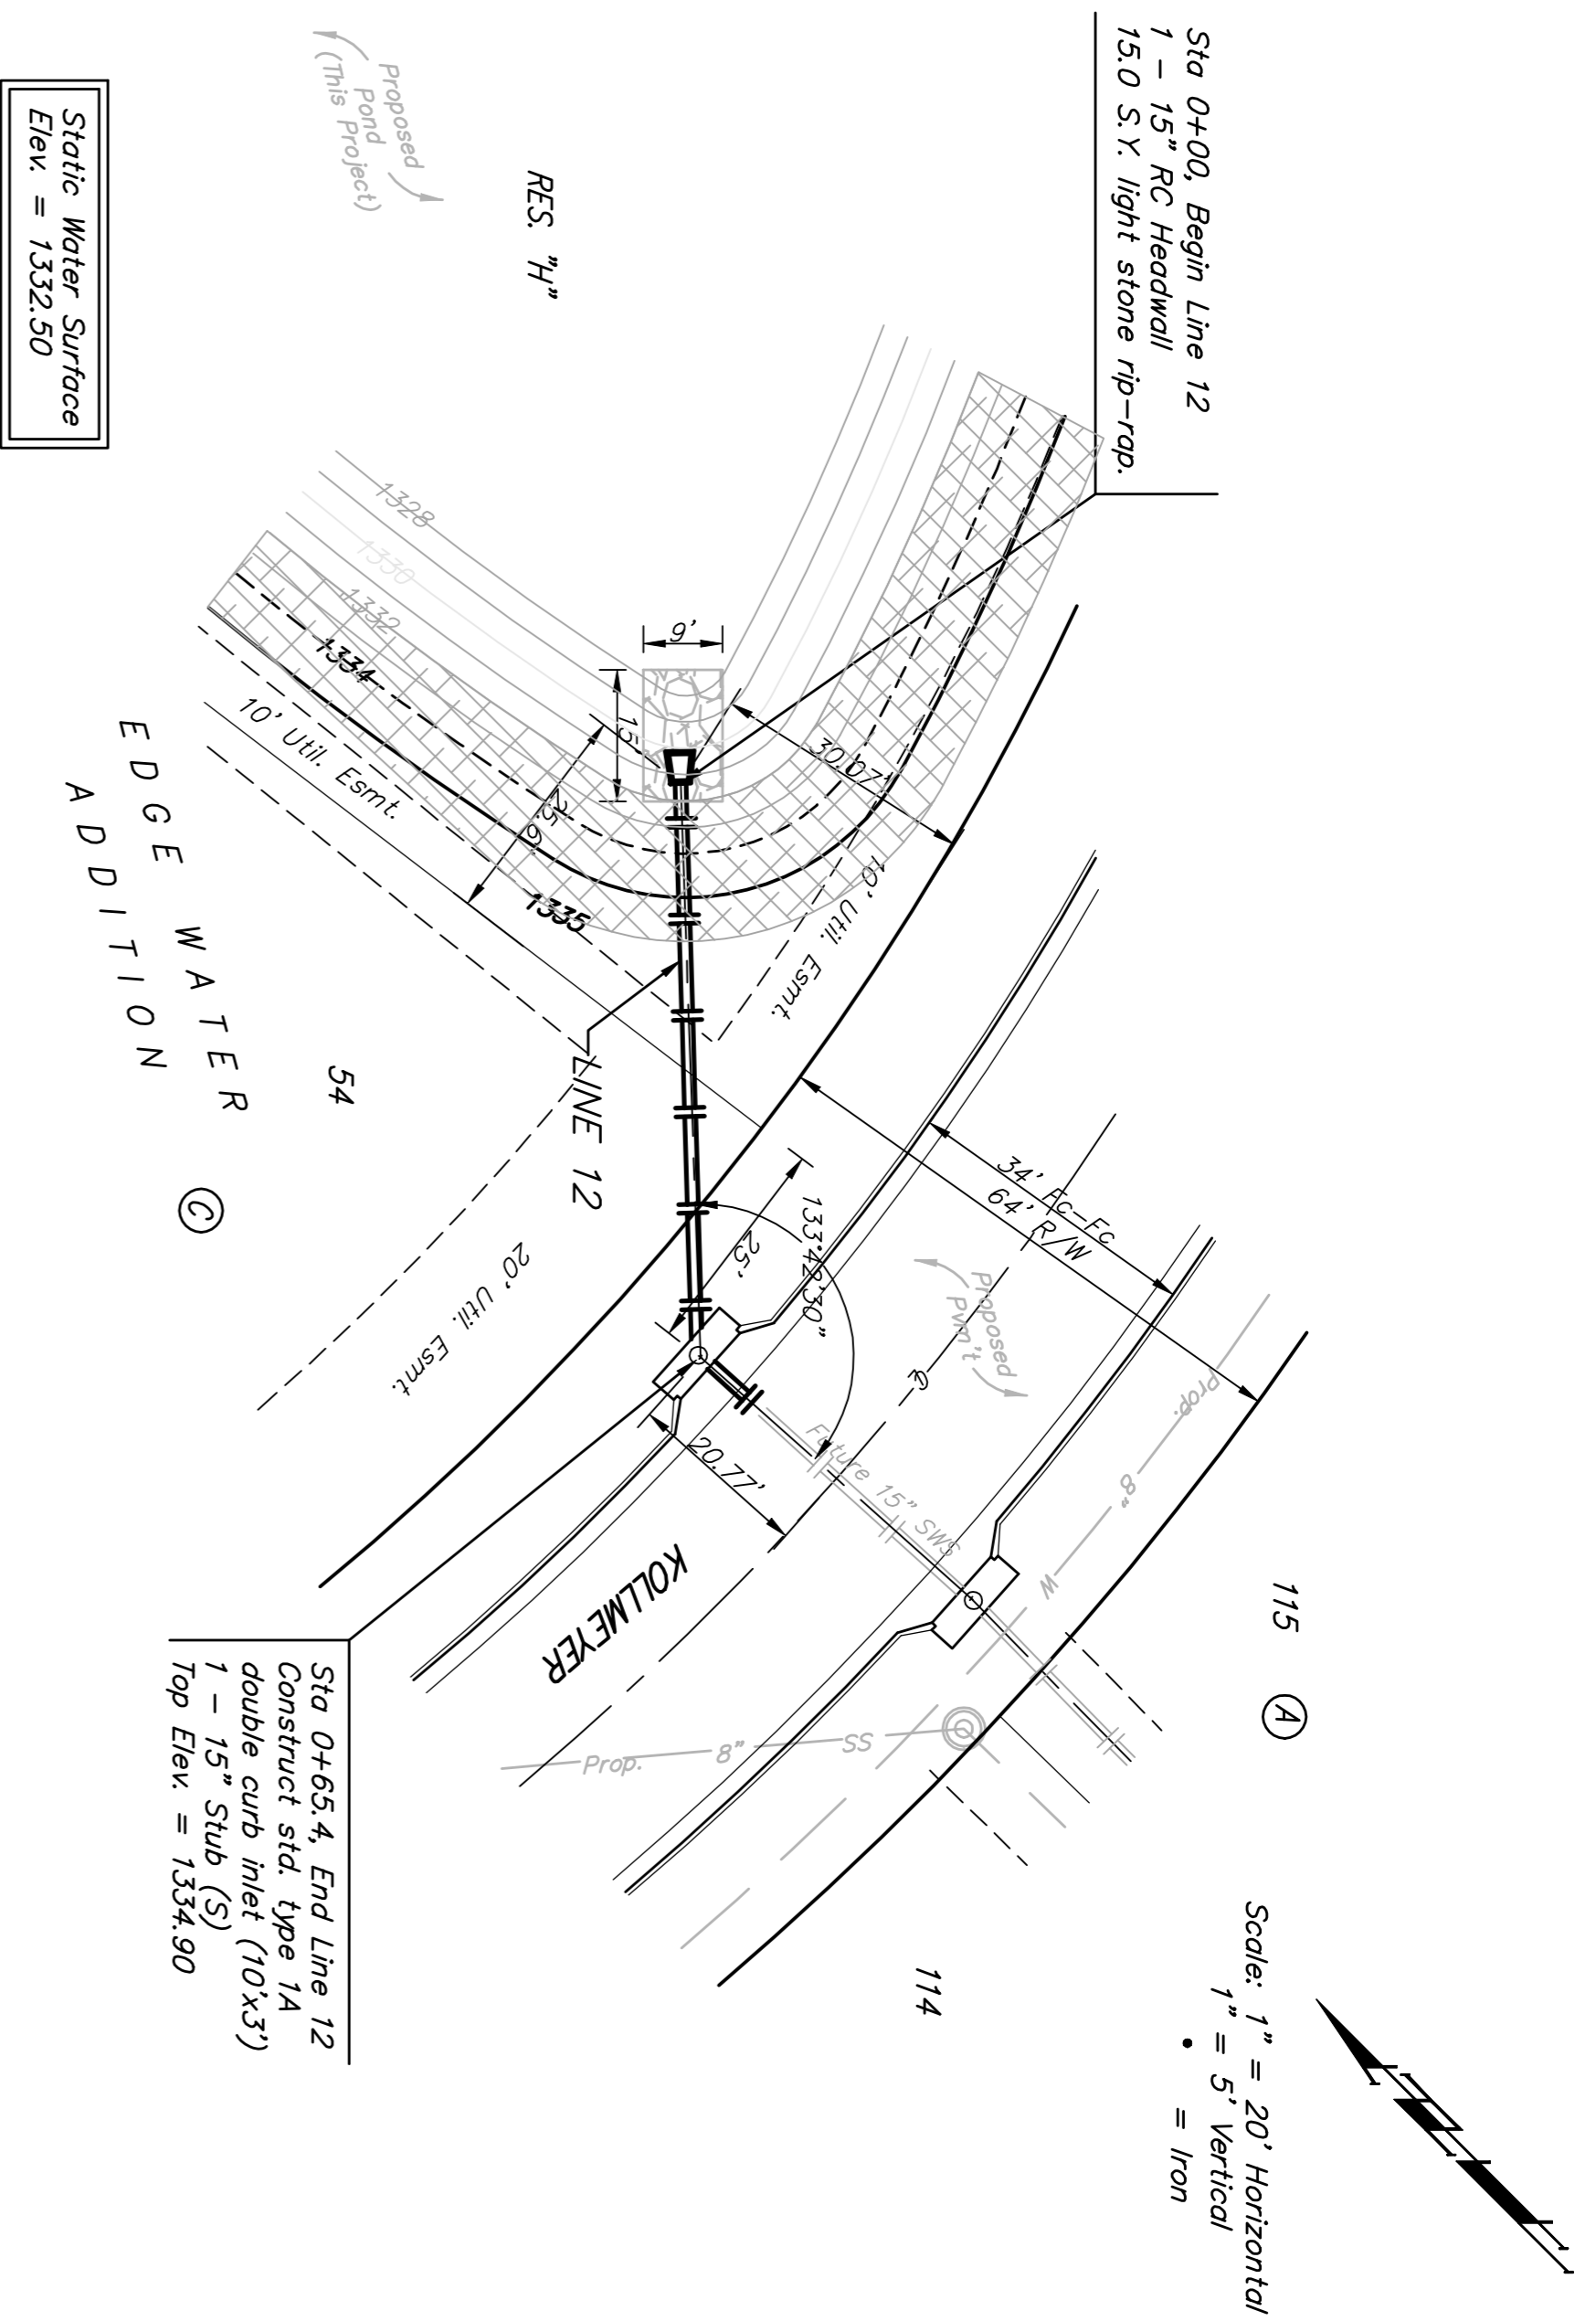 Sta 0+00, Begin Line 12
1 - 15" RC Headwall
15.0 S.Y. light stone rip-rap.
Proposed
Pond
(This Project)
RES. "H"
Static Water Surface
Elev. = 1332.50
1328
1330
1332
1334
1335
9'
15'
30.07'
10' Util. Esmt.
10' Util. Esmt.
EDGE WATER
ADDITION
54
C
LINE 12
20' Util. Esmt.
25'
133°42'30"
34' Fc-Fc
64' R/W
Proposed
Pvm't
℄
20.77'
Future 15" SWS
KOLLMEYER
Prop.
8"
W
Prop.
8"
SS
115
A
114
Sta 0+65.4, End Line 12
Construct std. type 1A
double curb inlet (10'x3')
1 - 15" Stub (S)
Top Elev. = 1334.90
Scale: 1" = 20' Horizontal
1" = 5' Vertical
• = Iron